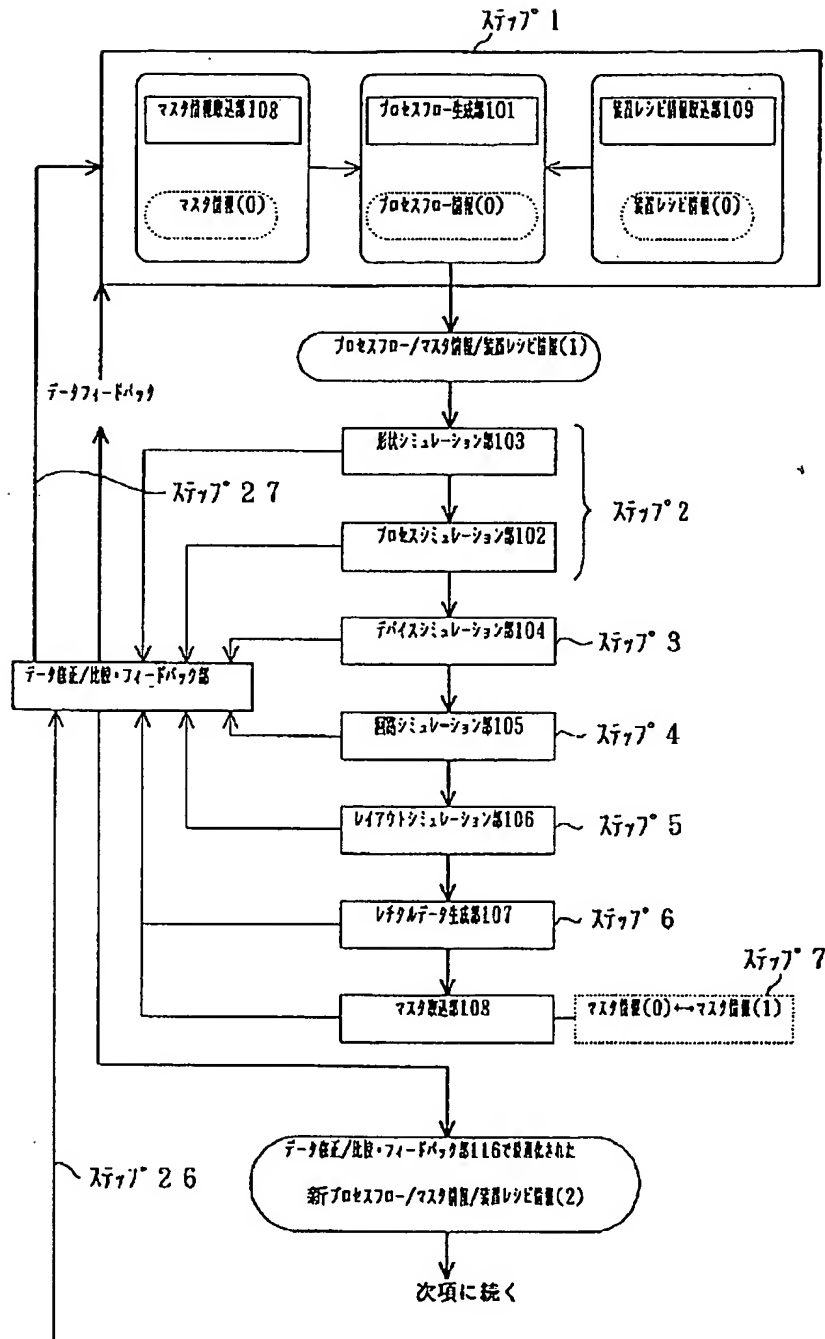 ステップ 1
マスタ情報取込部108
プロセスフロー生成部101
装置レシピ情報取込部109
マスタ情報(0)
プロセスフロー情報(0)
装置レシピ情報(0)
プロセスフロー/マスタ情報/装置レシピ情報(1)
データフィードバック
形状シミュレーション部103
ステップ 27
ステップ 2
プロセスシミュレーション部102
デバイスシミュレーション部104
ステップ 3
データ修正/比較・フィードバック部
回路シミュレーション部105
ステップ 4
レイアウトシミュレーション部106
ステップ 5
レチクルデータ生成部107
ステップ 6
ステップ 7
マスタ取込部108
マスタ情報(0)↔マスタ情報(1)
データ修正/比較・フィードバック部116で最適化された
新プロセスフロー/マスタ情報/装置レシピ情報(2)
ステップ 26
次項に続く